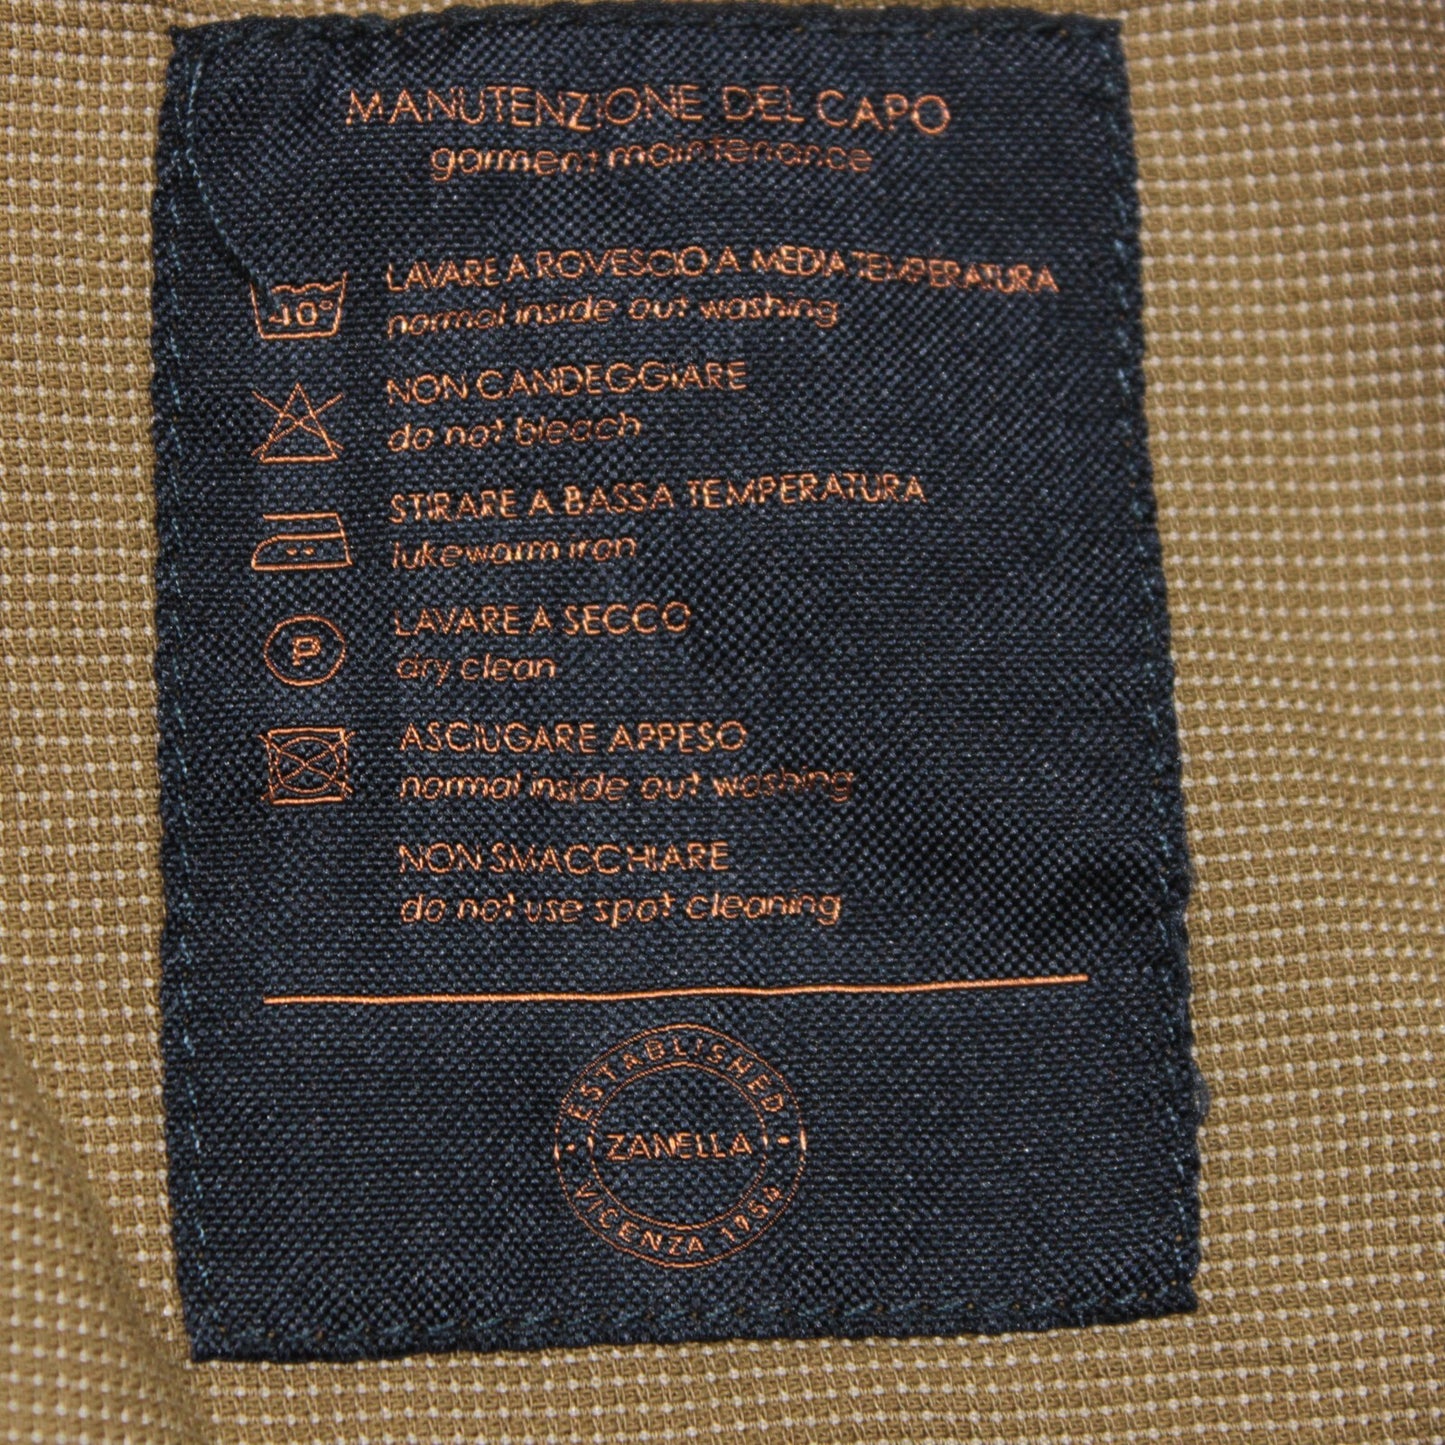 MANUTENZIONE DEL CAPO
garment maintenance
40°
LAVARE A ROVESCIO A MEDIA TEMPERATURA
normal inside out washing
NON CANDEGGIARE
do not bleach
STIRARE A BASSA TEMPERATURA
lukewarm iron
P
LAVARE A SECCO
dry clean
ASCIUGARE APPESO
normal inside out washing
NON SMACCHIARE
do not use spot cleaning
ESTABLISHED
ZANELLA
VICENZA